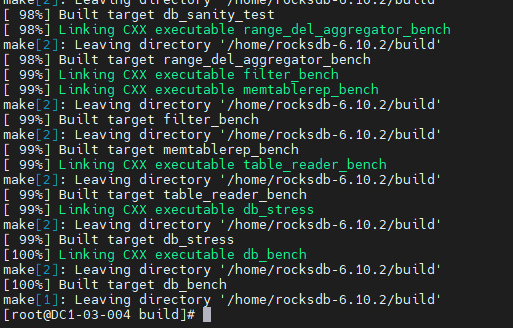 make[2]: Leaving directory '/home/rocksdb-6.10.2/build'
[ 98%] Built target db_sanity_test
[ 98%] Linking CXX executable range_del_aggregator_bench
make[2]: Leaving directory '/home/rocksdb-6.10.2/build'
[ 98%] Built target range_del_aggregator_bench
[ 99%] Linking CXX executable filter_bench
[ 99%] Linking CXX executable memtablerep_bench
make[2]: Leaving directory '/home/rocksdb-6.10.2/build'
[ 99%] Built target filter_bench
make[2]: Leaving directory '/home/rocksdb-6.10.2/build'
[ 99%] Built target memtablerep_bench
[ 99%] Linking CXX executable table_reader_bench
make[2]: Leaving directory '/home/rocksdb-6.10.2/build'
[ 99%] Built target table_reader_bench
[ 99%] Linking CXX executable db_stress
make[2]: Leaving directory '/home/rocksdb-6.10.2/build'
[ 99%] Built target db_stress
[100%] Linking CXX executable db_bench
make[2]: Leaving directory '/home/rocksdb-6.10.2/build'
[100%] Built target db_bench
make[1]: Leaving directory '/home/rocksdb-6.10.2/build'
[root@DC1-03-004 build]#